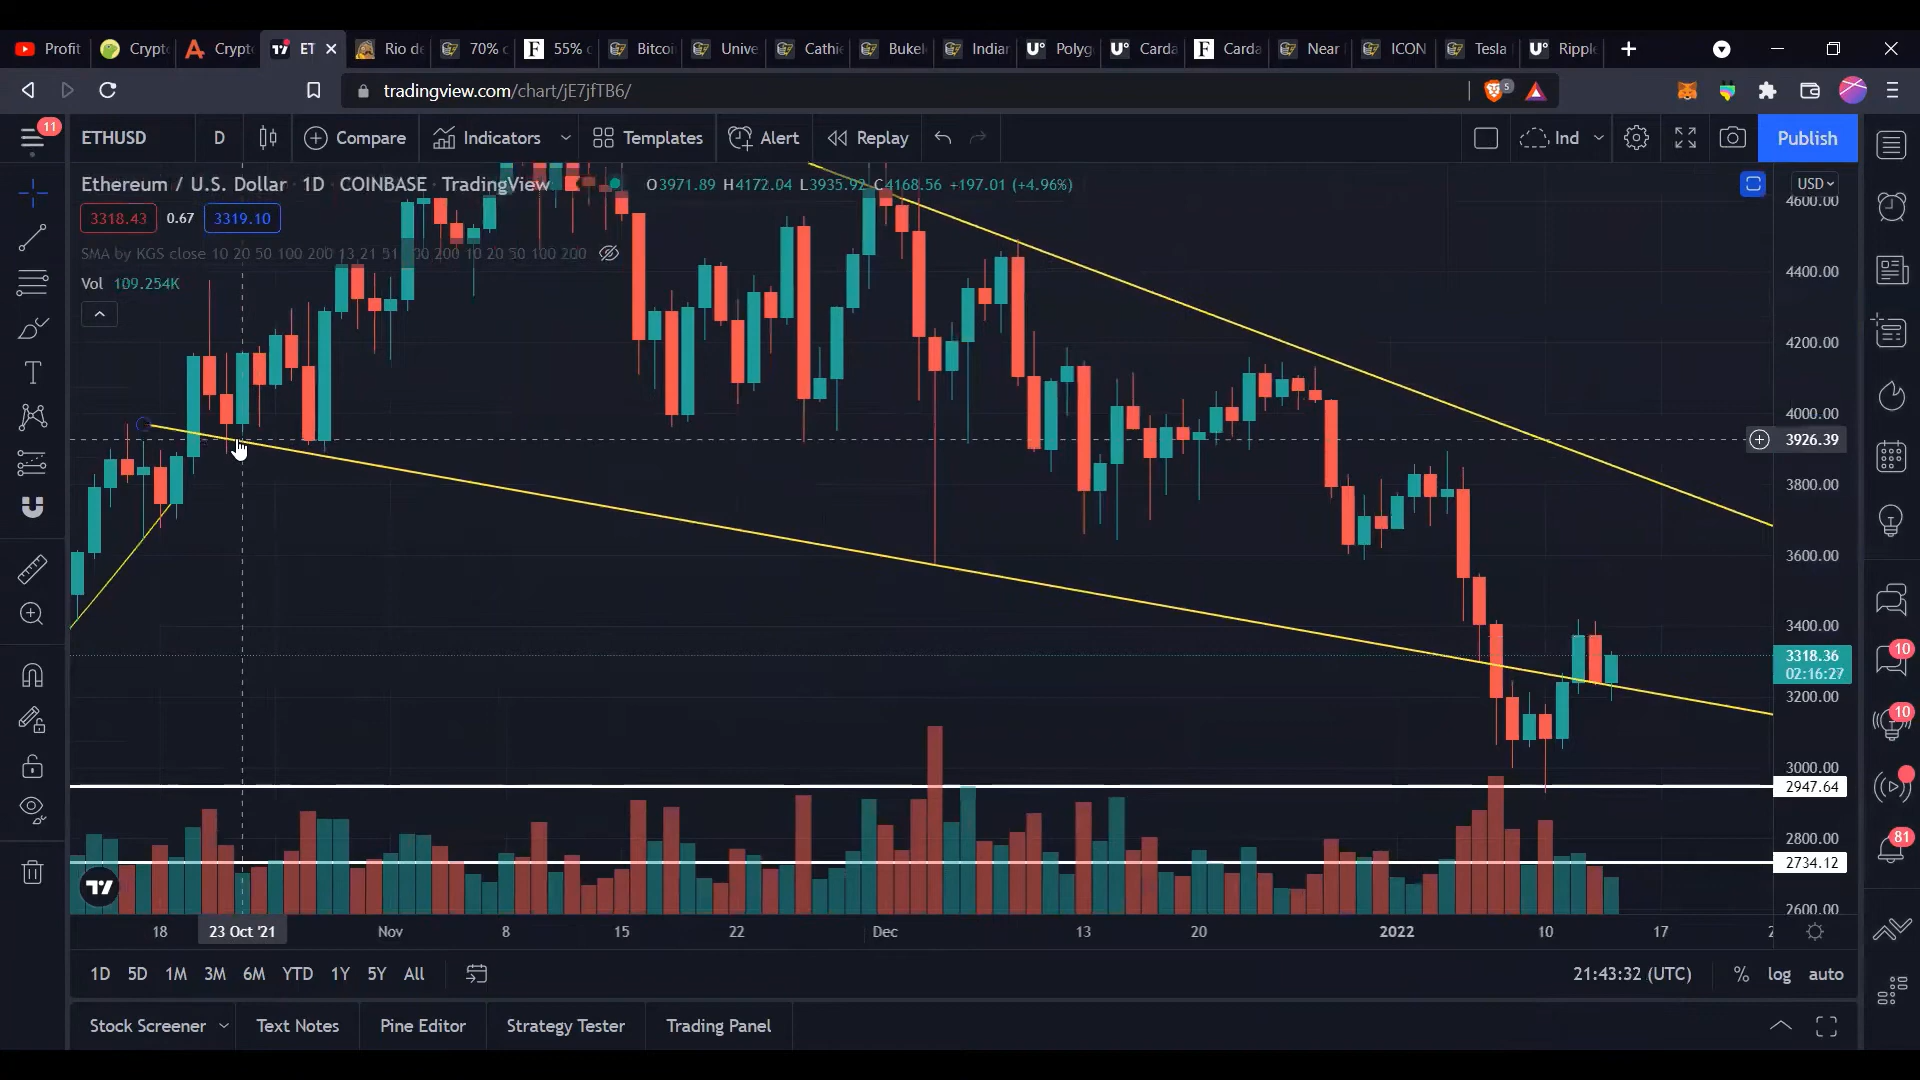 Profit
Crypt
Crypt
ET
Rio de
70% c
55% c
Bitcoi
Unive
Cathi
Bukel
Indian
Polyg
Carda
Carda
Near
ICON
Tesla
Rippl
tradingview.com/chart/jE7jfTB6/
5
11
ETHUSD
D
Compare
Indicators
Templates
Alert
Replay
Ind
Publish
Ethereum / U.S. Dollar · 1D · COINBASE · TradingView
O3971.89 H4172.04 L3935.92 C4168.56 +197.01 (+4.96%)
USD
3318.43
0.67
3319.10
SMA by KGS close 10 20 50 100 200 13 21 51 100 200 10 20 50 100 200
Vol 109.254K
4600.00
4400.00
4200.00
4000.00
3926.39
3800.00
3600.00
3400.00
3318.36
02:16:27
3200.00
3000.00
2947.64
2800.00
2734.12
2600.00
10
10
81
18
23 Oct '21
Nov
8
15
22
Dec
13
20
2022
10
17
2
1D
5D
1M
3M
6M
YTD
1Y
5Y
All
21:43:32 (UTC)
%
log
auto
Stock Screener
Text Notes
Pine Editor
Strategy Tester
Trading Panel